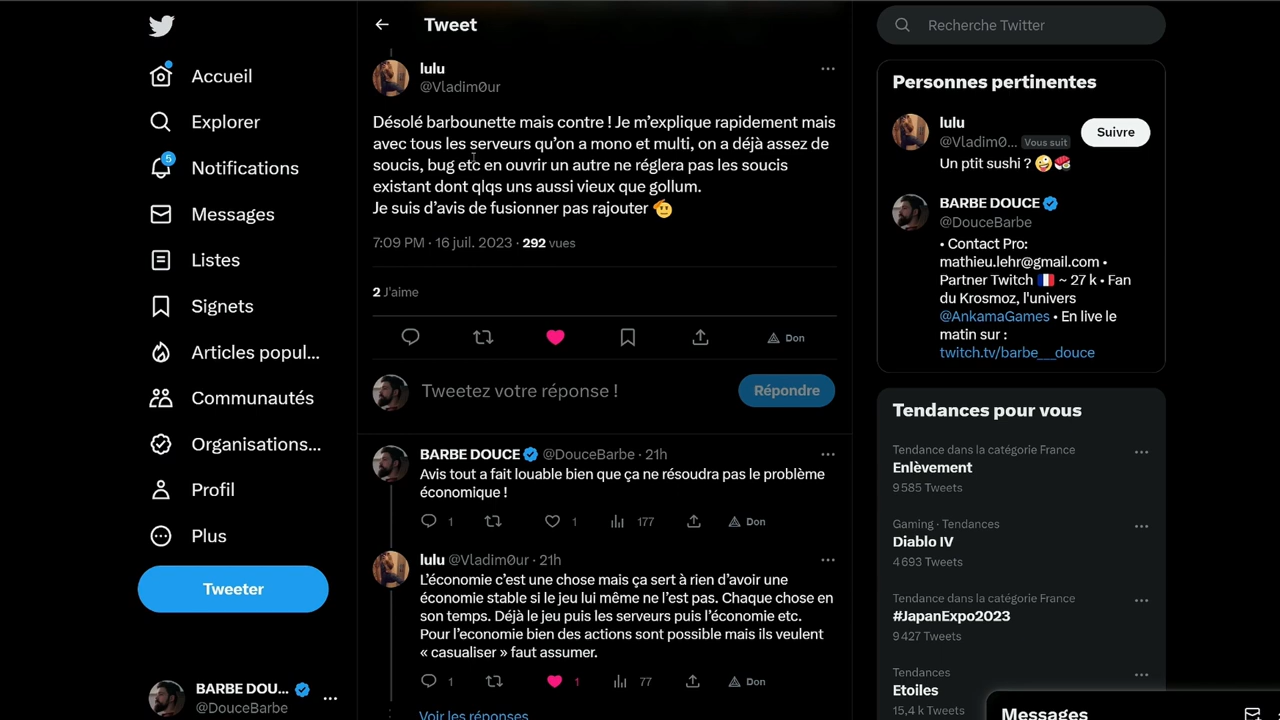 Accueil
Explorer
5
Notifications
Messages
Listes
Signets
Articles popul...
Communautés
Organisations...
Profil
Plus
Tweeter
BARBE DOU...
@DouceBarbe
Tweet
lulu
@Vladim0ur
Désolé barbounette mais contre ! Je m’explique rapidement mais
avec tous les serveurs qu’on a mono et multi, on a déjà assez de
soucis, bug etc en ouvrir un autre ne réglera pas les soucis
existant dont qlqs uns aussi vieux que gollum.
Je suis d’avis de fusionner pas rajouter 🫡
7:09 PM · 16 juil. 2023 · 292 vues
2 J'aime
Don
Tweetez votre réponse !
Répondre
BARBE DOUCE @DouceBarbe · 21h
Avis tout a fait louable bien que ça ne résoudra pas le problème
économique !
1 1 177 Don
lulu @Vladim0ur · 21h
L’économie c’est une chose mais ça sert à rien d’avoir une
économie stable si le jeu lui même ne l’est pas. Chaque chose en
son temps. Déjà le jeu puis les serveurs puis l’économie etc.
Pour l’economie bien des actions sont possible mais ils veulent
« casualiser » faut assumer.
1 1 77 Don
Voir les réponses
Recherche Twitter
Personnes pertinentes
lulu
@Vladim0... Vous suit
Suivre
Un ptit sushi ? 🤪🍣
BARBE DOUCE
@DouceBarbe
• Contact Pro:
mathieu.lehr@gmail.com •
Partner Twitch 🇫🇷 ~ 27 k • Fan
du Krosmoz, l'univers
@AnkamaGames • En live le
matin sur :
twitch.tv/barbe__douce
Tendances pour vous
Tendance dans la catégorie France
Enlèvement
9 585 Tweets
Gaming · Tendances
Diablo IV
4 693 Tweets
Tendance dans la catégorie France
#JapanExpo2023
9 427 Tweets
Tendances
Etoiles
15,4 k Tweets
Messages